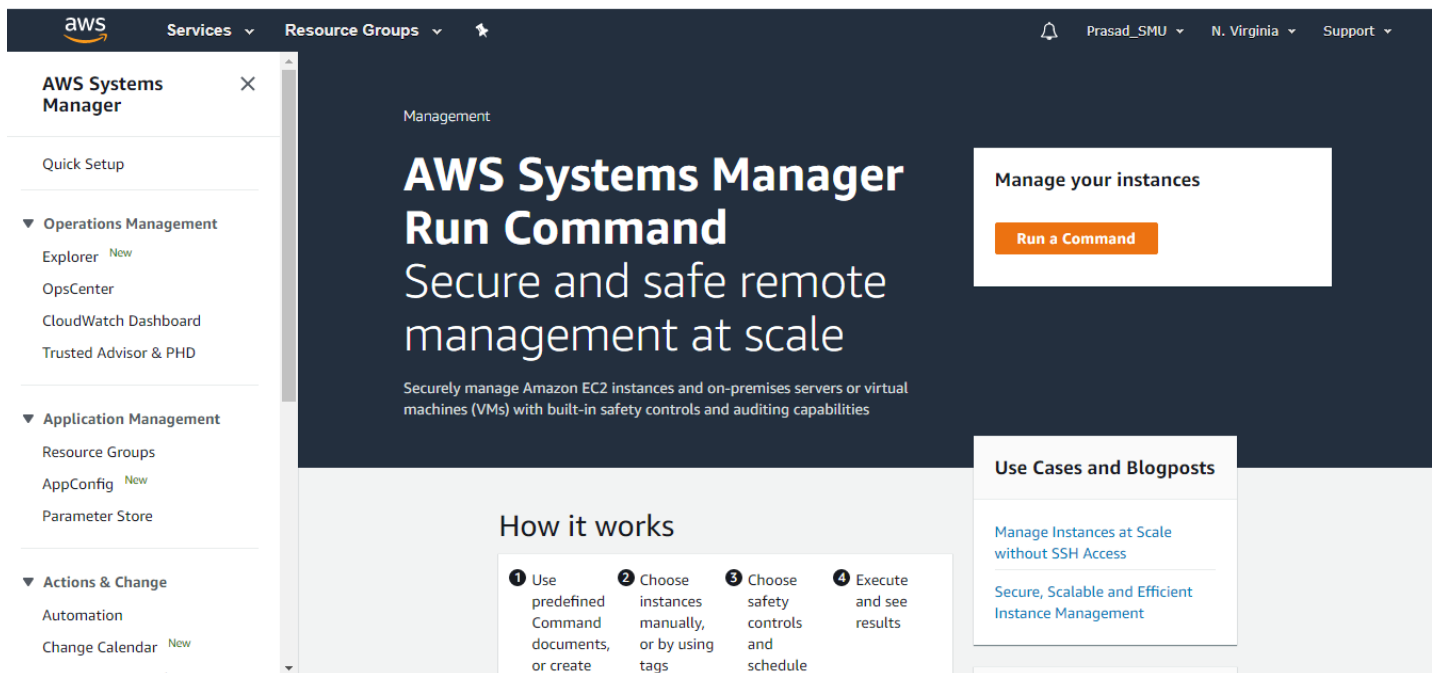 aws
Services
Resource Groups
Prasad_SMU
N. Virginia
Support
AWS Systems
Manager
Quick Setup
Operations Management
Explorer New
OpsCenter
CloudWatch Dashboard
Trusted Advisor & PHD
Application Management
Resource Groups
AppConfig New
Parameter Store
Actions & Change
Automation
Change Calendar New
Management
AWS Systems Manager
Run Command
Secure and safe remote
management at scale
Securely manage Amazon EC2 instances and on-premises servers or virtual
machines (VMs) with built-in safety controls and auditing capabilities
Manage your instances
Run a Command
How it works
1 Use
predefined
Command
documents,
or create
2 Choose
instances
manually,
or by using
tags
3 Choose
safety
controls
and
schedule
4 Execute
and see
results
Use Cases and Blogposts
Manage Instances at Scale
without SSH Access
Secure, Scalable and Efficient
Instance Management